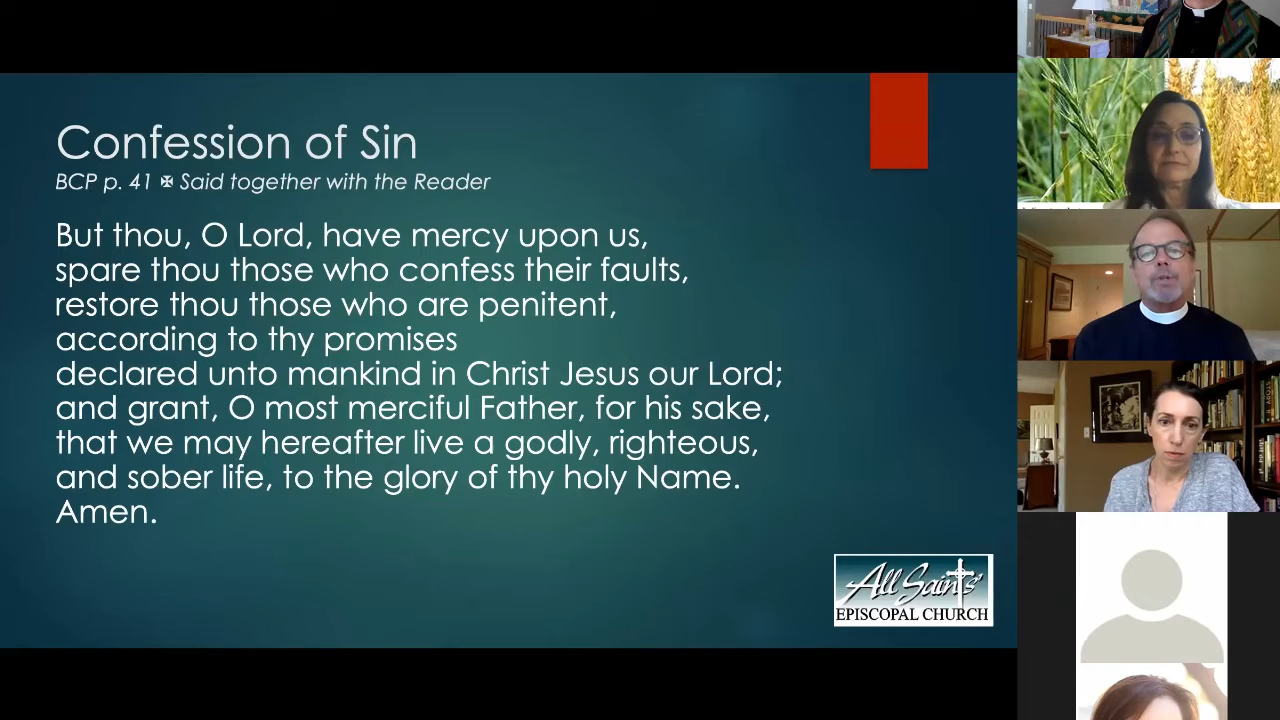 Confession of Sin
BCP p. 41 ✠ Said together with the Reader
But thou, O Lord, have mercy upon us,
spare thou those who confess their faults,
restore thou those who are penitent,
according to thy promises
declared unto mankind in Christ Jesus our Lord;
and grant, O most merciful Father, for his sake,
that we may hereafter live a godly, righteous,
and sober life, to the glory of thy holy Name.
Amen.
All Saints'
EPISCOPAL CHURCH